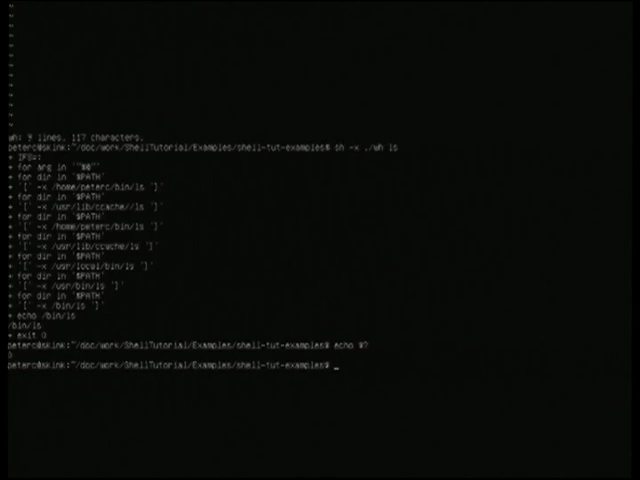 wh: 9 lines, 117 characters.
peterc@skink:~/doc/work/ShellTutorial/Examples/shell-tut-examples$ sh -x ./wh ls
+ IFS=:
+ for arg in '"$@"'
+ for dir in '$PATH'
+ '[' -x /home/peterc/bin/ls ']'
+ for dir in '$PATH'
+ '[' -x /usr/lib/ccache//ls ']'
+ for dir in '$PATH'
+ '[' -x /home/peterc/bin/ls ']'
+ for dir in '$PATH'
+ '[' -x /usr/lib/ccache/ls ']'
+ for dir in '$PATH'
+ '[' -x /usr/local/bin/ls ']'
+ for dir in '$PATH'
+ '[' -x /usr/bin/ls ']'
+ for dir in '$PATH'
+ '[' -x /bin/ls ']'
+ echo /bin/ls
/bin/ls
+ exit 0
peterc@skink:~/doc/work/ShellTutorial/Examples/shell-tut-examples$ echo $?
0
peterc@skink:~/doc/work/ShellTutorial/Examples/shell-tut-examples$ _